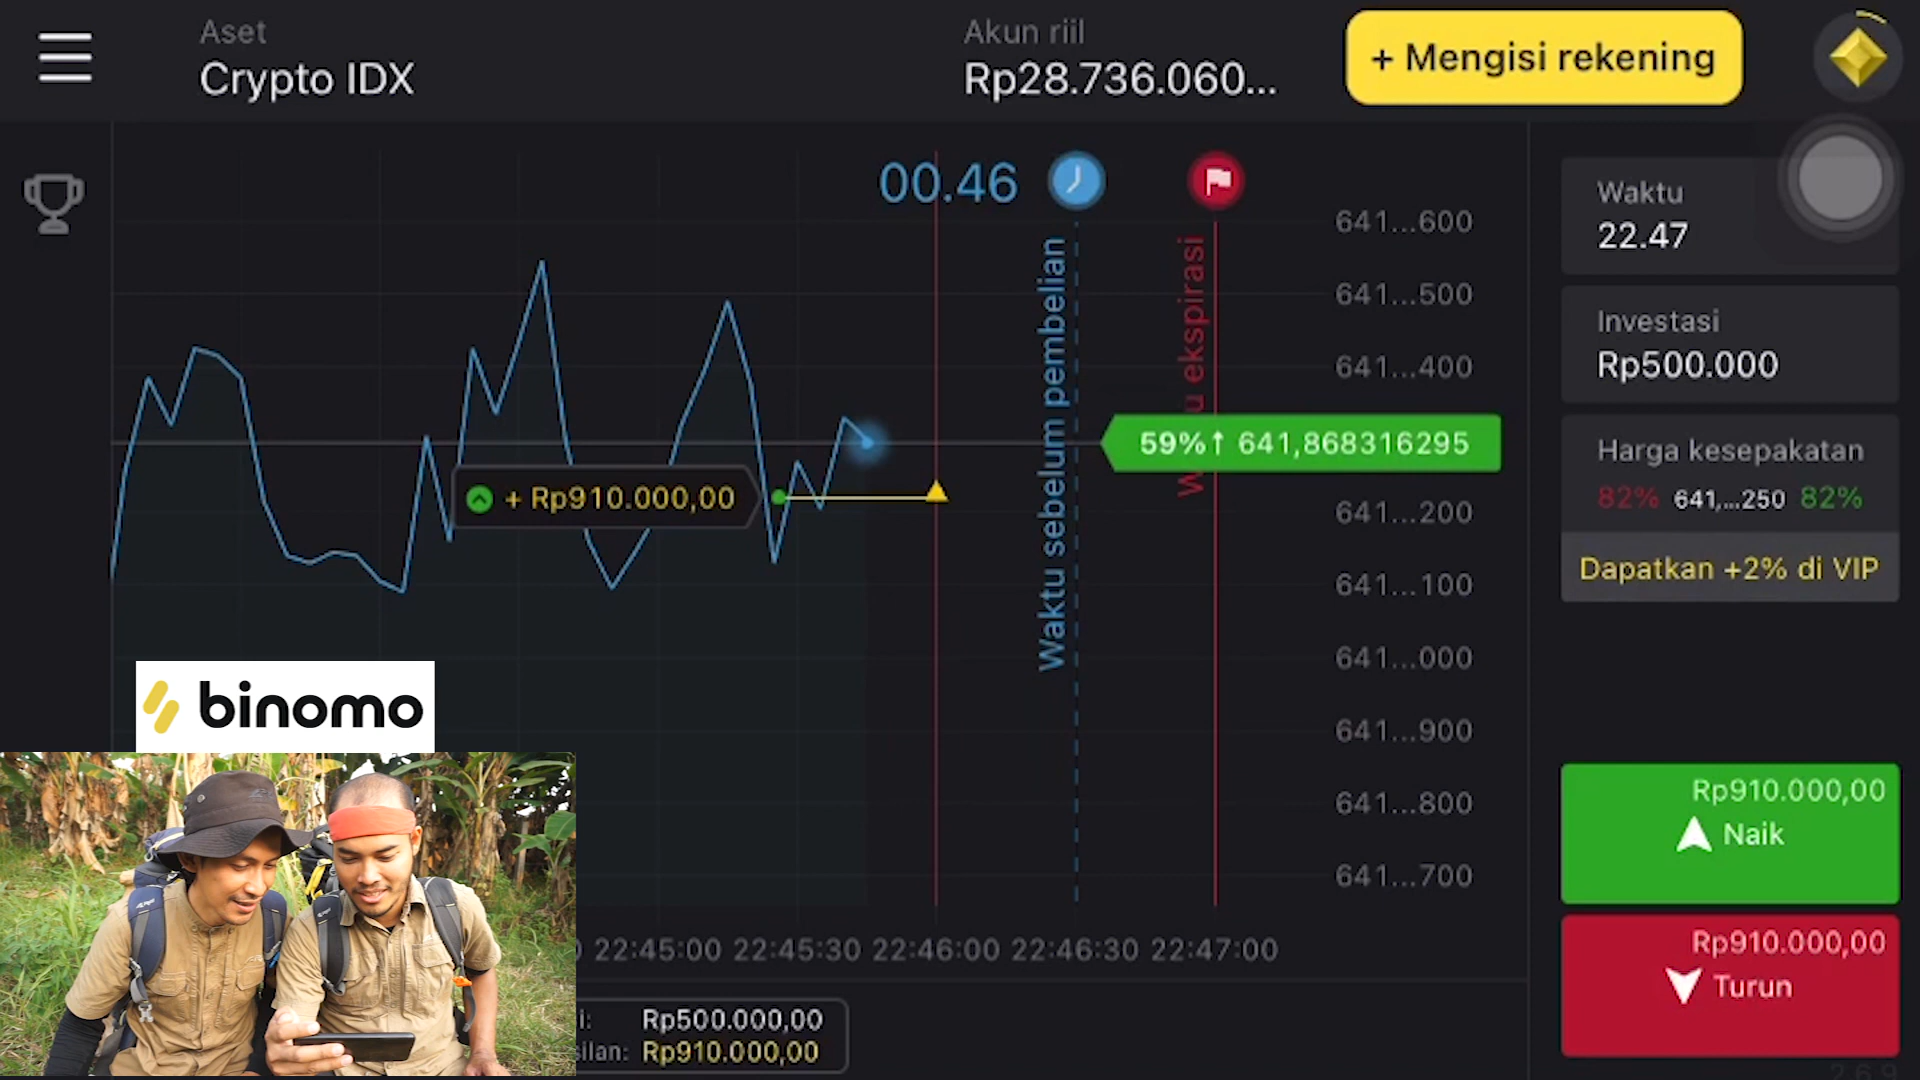 Aset
Crypto IDX
Akun riil
Rp28.736.060...
+ Mengisi rekening
00.46
Waktu sebelum pembelian
ekspirasi
641...600
641...500
641...400
59%↑ 641,868316295
641...200
641...100
641...000
641...900
641...800
641...700
+ Rp910.000,00
Waktu
22.47
Investasi
Rp500.000
Harga kesepakatan
82% 641,...250 82%
Dapatkan +2% di VIP
Rp910.000,00
Naik
Rp910.000,00
Turun
binomo
22:45:00 22:45:30 22:46:00 22:46:30 22:47:00
Rp500.000,00
Rp910.000,00